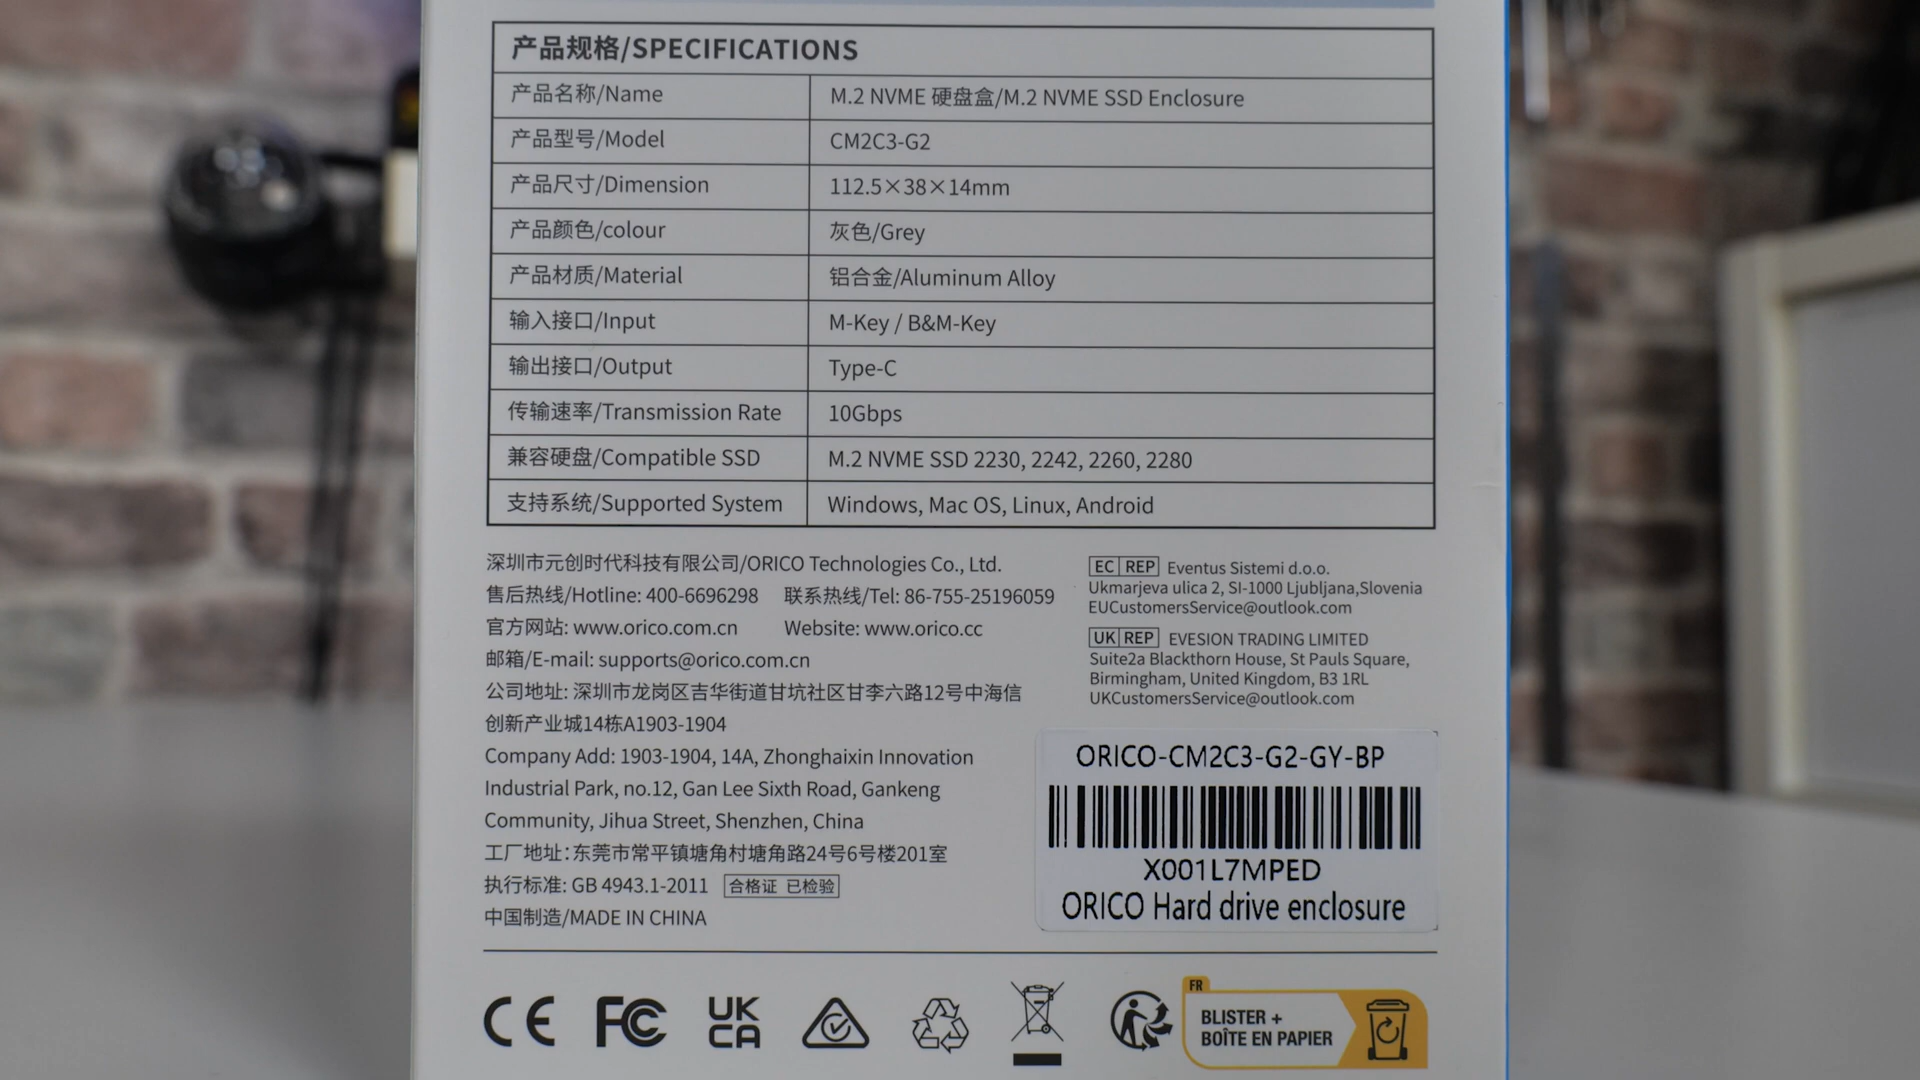 产品规格/SPECIFICATIONS
产品名称/Name M.2 NVME 硬盘盒/M.2 NVME SSD Enclosure
产品型号/Model CM2C3-G2
产品尺寸/Dimension 112.5×38×14mm
产品颜色/colour 灰色/Grey
产品材质/Material 铝合金/Aluminum Alloy
输入接口/Input M-Key / B&M-Key
输出接口/Output Type-C
传输速率/Transmission Rate 10Gbps
兼容硬盘/Compatible SSD M.2 NVME SSD 2230, 2242, 2260, 2280
支持系统/Supported System Windows, Mac OS, Linux, Android
深圳市元创时代科技有限公司/ORICO Technologies Co., Ltd.
售后热线/Hotline: 400-6696298 联系热线/Tel: 86-755-25196059
官方网站: www.orico.com.cn Website: www.orico.cc
邮箱/E-mail: supports@orico.com.cn
公司地址: 深圳市龙岗区吉华街道甘坑社区甘李六路12号中海信
创新产业城14栋A1903-1904
Company Add: 1903-1904, 14A, Zhonghaixin Innovation
Industrial Park, no.12, Gan Lee Sixth Road, Gankeng
Community, Jihua Street, Shenzhen, China
工厂地址：东莞市常平镇塘角村塘角路24号6号楼201室
执行标准: GB 4943.1-2011 合格证 已检验
中国制造/MADE IN CHINA
EC REP Eventus Sistemi d.o.o.
Ukmarjeva ulica 2, SI-1000 Ljubljana,Slovenia
EUCustomersService@outlook.com
UK REP EVESION TRADING LIMITED
Suite2a Blackthorn House, St Pauls Square,
Birmingham, United Kingdom, B3 1RL
UKCustomersService@outlook.com
ORICO-CM2C3-G2-GY-BP
X001L7MPED
ORICO Hard drive enclosure
CE FC UK
CA
FR
BLISTER +
BOÎTE EN PAPIER